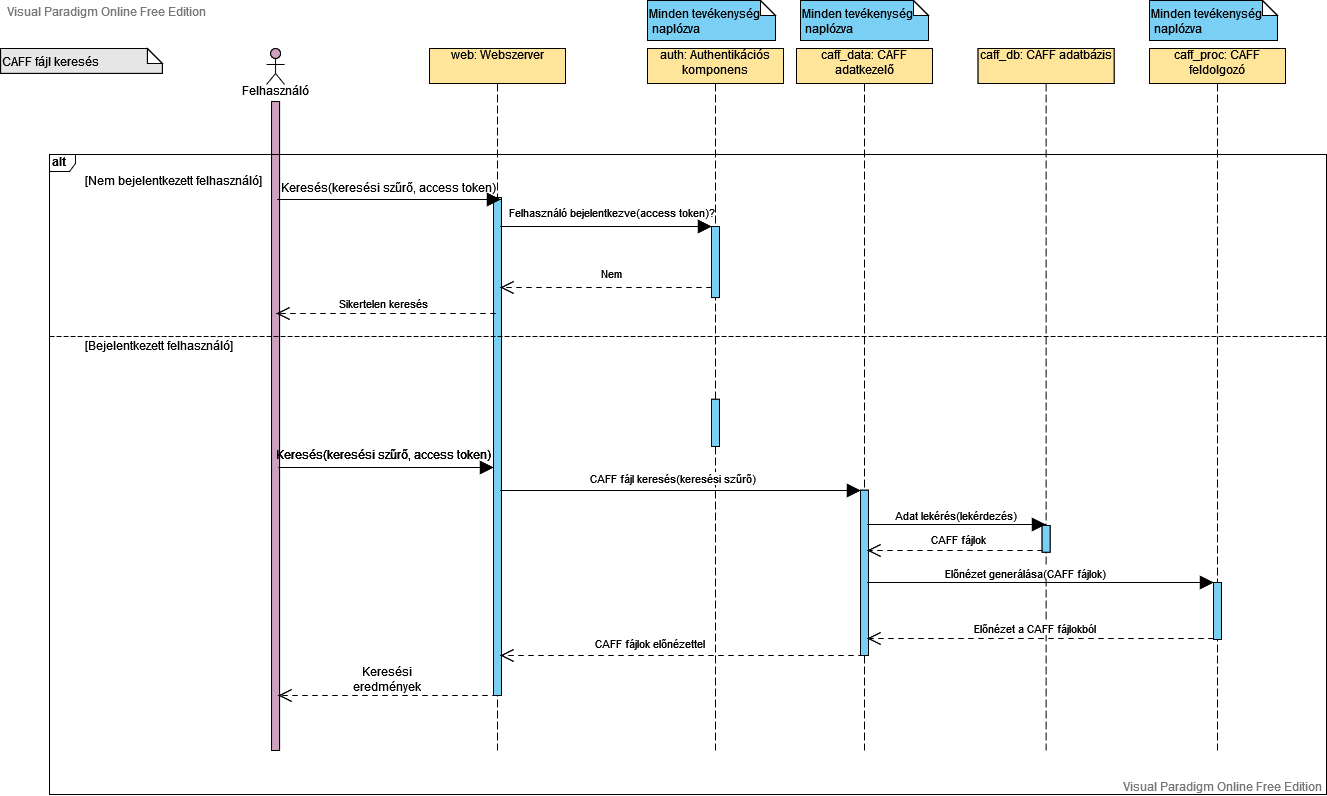 Visual Paradigm Online Free Edition
Minden tevékenység
naplózva
Minden tevékenység
naplózva
Minden tevékenység
naplózva
CAFF fájl keresés
Felhasználó
web: Webszerver
auth: Authentikációs
komponens
caff_data: CAFF
adatkezelő
caff_db: CAFF adatbázis
caff_proc: CAFF
feldolgozó
alt
[Nem bejelentkezett felhasználó]
Keresés(keresési szűrő, access token)
Felhasználó bejelentkezve(access token)?
Nem
Sikertelen keresés
[Bejelentkezett felhasználó]
Keresés(keresési szűrő, access token)
CAFF fájl keresés(keresési szűrő)
Adat lekérés(lekérdezés)
CAFF fájlok
Előnézet generálása(CAFF fájlok)
Előnézet a CAFF fájlokból
CAFF fájlok előnézettel
Keresési
eredmények
Visual Paradigm Online Free Edition